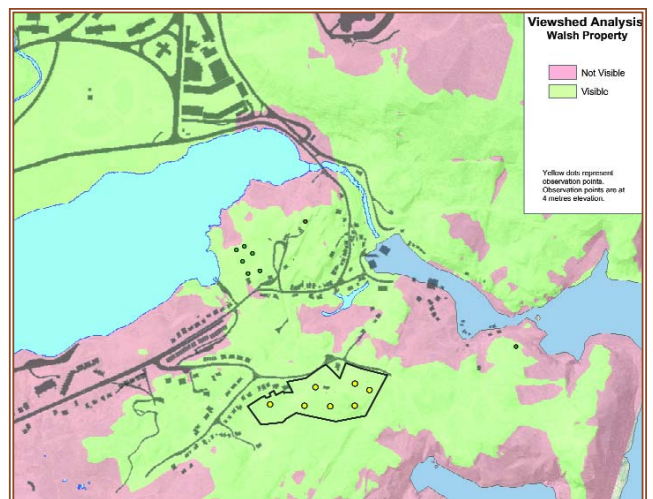 Viewshed Analysis
Walsh Property
Not Visible
Visible
Yellow dots represent
observation points.
Observation points are at
4 metres elevation.